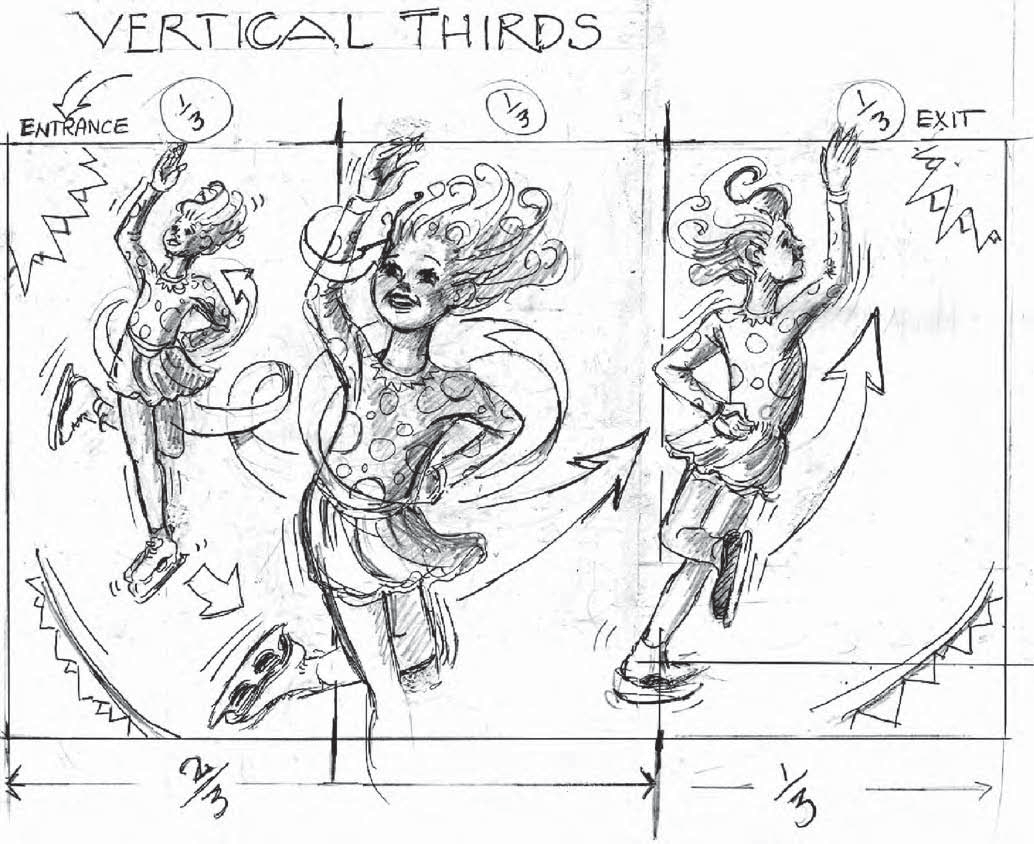 VERTICAL THIRDS
ENTRANCE 1/3 1/3 1/3 EXIT
2/3 1/3